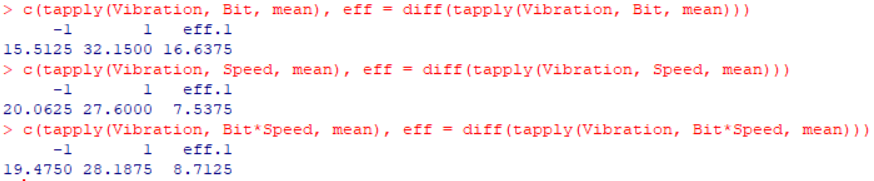 > c(tapply(Vibration, Bit, mean), eff = diff(tapply(Vibration, Bit, mean)))
     -1       1   eff.1
15.5125 32.1500 16.6375
> c(tapply(Vibration, Speed, mean), eff = diff(tapply(Vibration, Speed, mean)))
     -1       1   eff.1
20.0625 27.6000  7.5375
> c(tapply(Vibration, Bit*Speed, mean), eff = diff(tapply(Vibration, Bit*Speed, mean)))
     -1       1   eff.1
19.4750 28.1875  8.7125